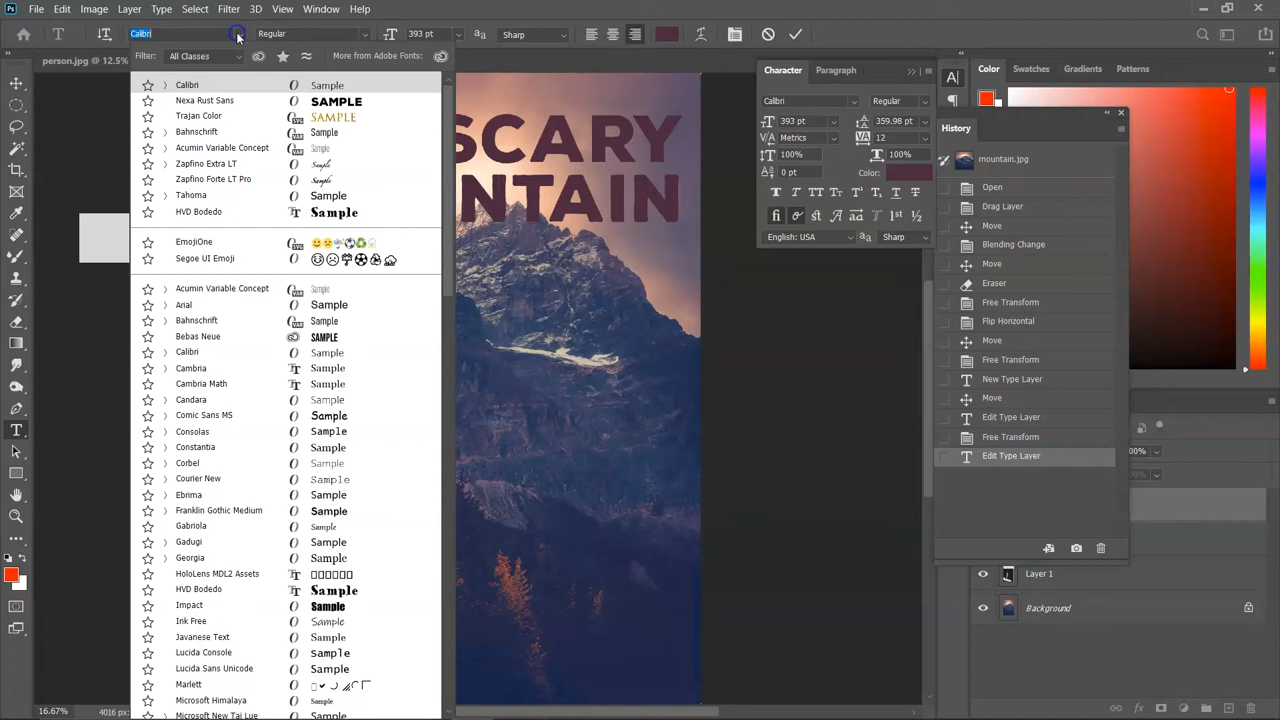 Ps File Edit Image Layer Type Select Filter 3D View Window Help
Calibri Regular 393 pt Sharp
person.jpg @ 12.5%
Filter: All Classes More from Adobe Fonts:
Calibri Sample
Nexa Rust Sans SAMPLE
Trajan Color SAMPLE
Bahnschrift Sample
Acumin Variable Concept Sample
Zapfino Extra LT Sample
Zapfino Forte LT Pro Sample
Tahoma Sample
HVD Bodedo Sample
EmojiOne
Segoe UI Emoji
Acumin Variable Concept Sample
Arial Sample
Bahnschrift Sample
Bebas Neue SAMPLE
Calibri Sample
Cambria Sample
Cambria Math Sample
Candara Sample
Comic Sans MS Sample
Consolas Sample
Constantia Sample
Corbel Sample
Courier New Sample
Ebrima Sample
Franklin Gothic Medium Sample
Gabriola Sample
Gadugi Sample
Georgia Sample
HoloLens MDL2 Assets
HVD Bodedo Sample
Impact Sample
Ink Free Sample
Javanese Text Sample
Lucida Console Sample
Lucida Sans Unicode Sample
Marlett
Microsoft Himalaya Sample
Microsoft New Tai Lue Sample
SCARY
NTAIN
Character Paragraph
Calibri Regular
393 pt 359.98 pt
Metrics 12
100% 100%
0 pt Color:
English: USA Sharp
History
mountain.jpg
Open
Drag Layer
Move
Blending Change
Move
Eraser
Free Transform
Flip Horizontal
Move
Free Transform
New Type Layer
Move
Edit Type Layer
Free Transform
Edit Type Layer
Color Swatches Gradients Patterns
Layer 1
Background
16.67% 4016 px